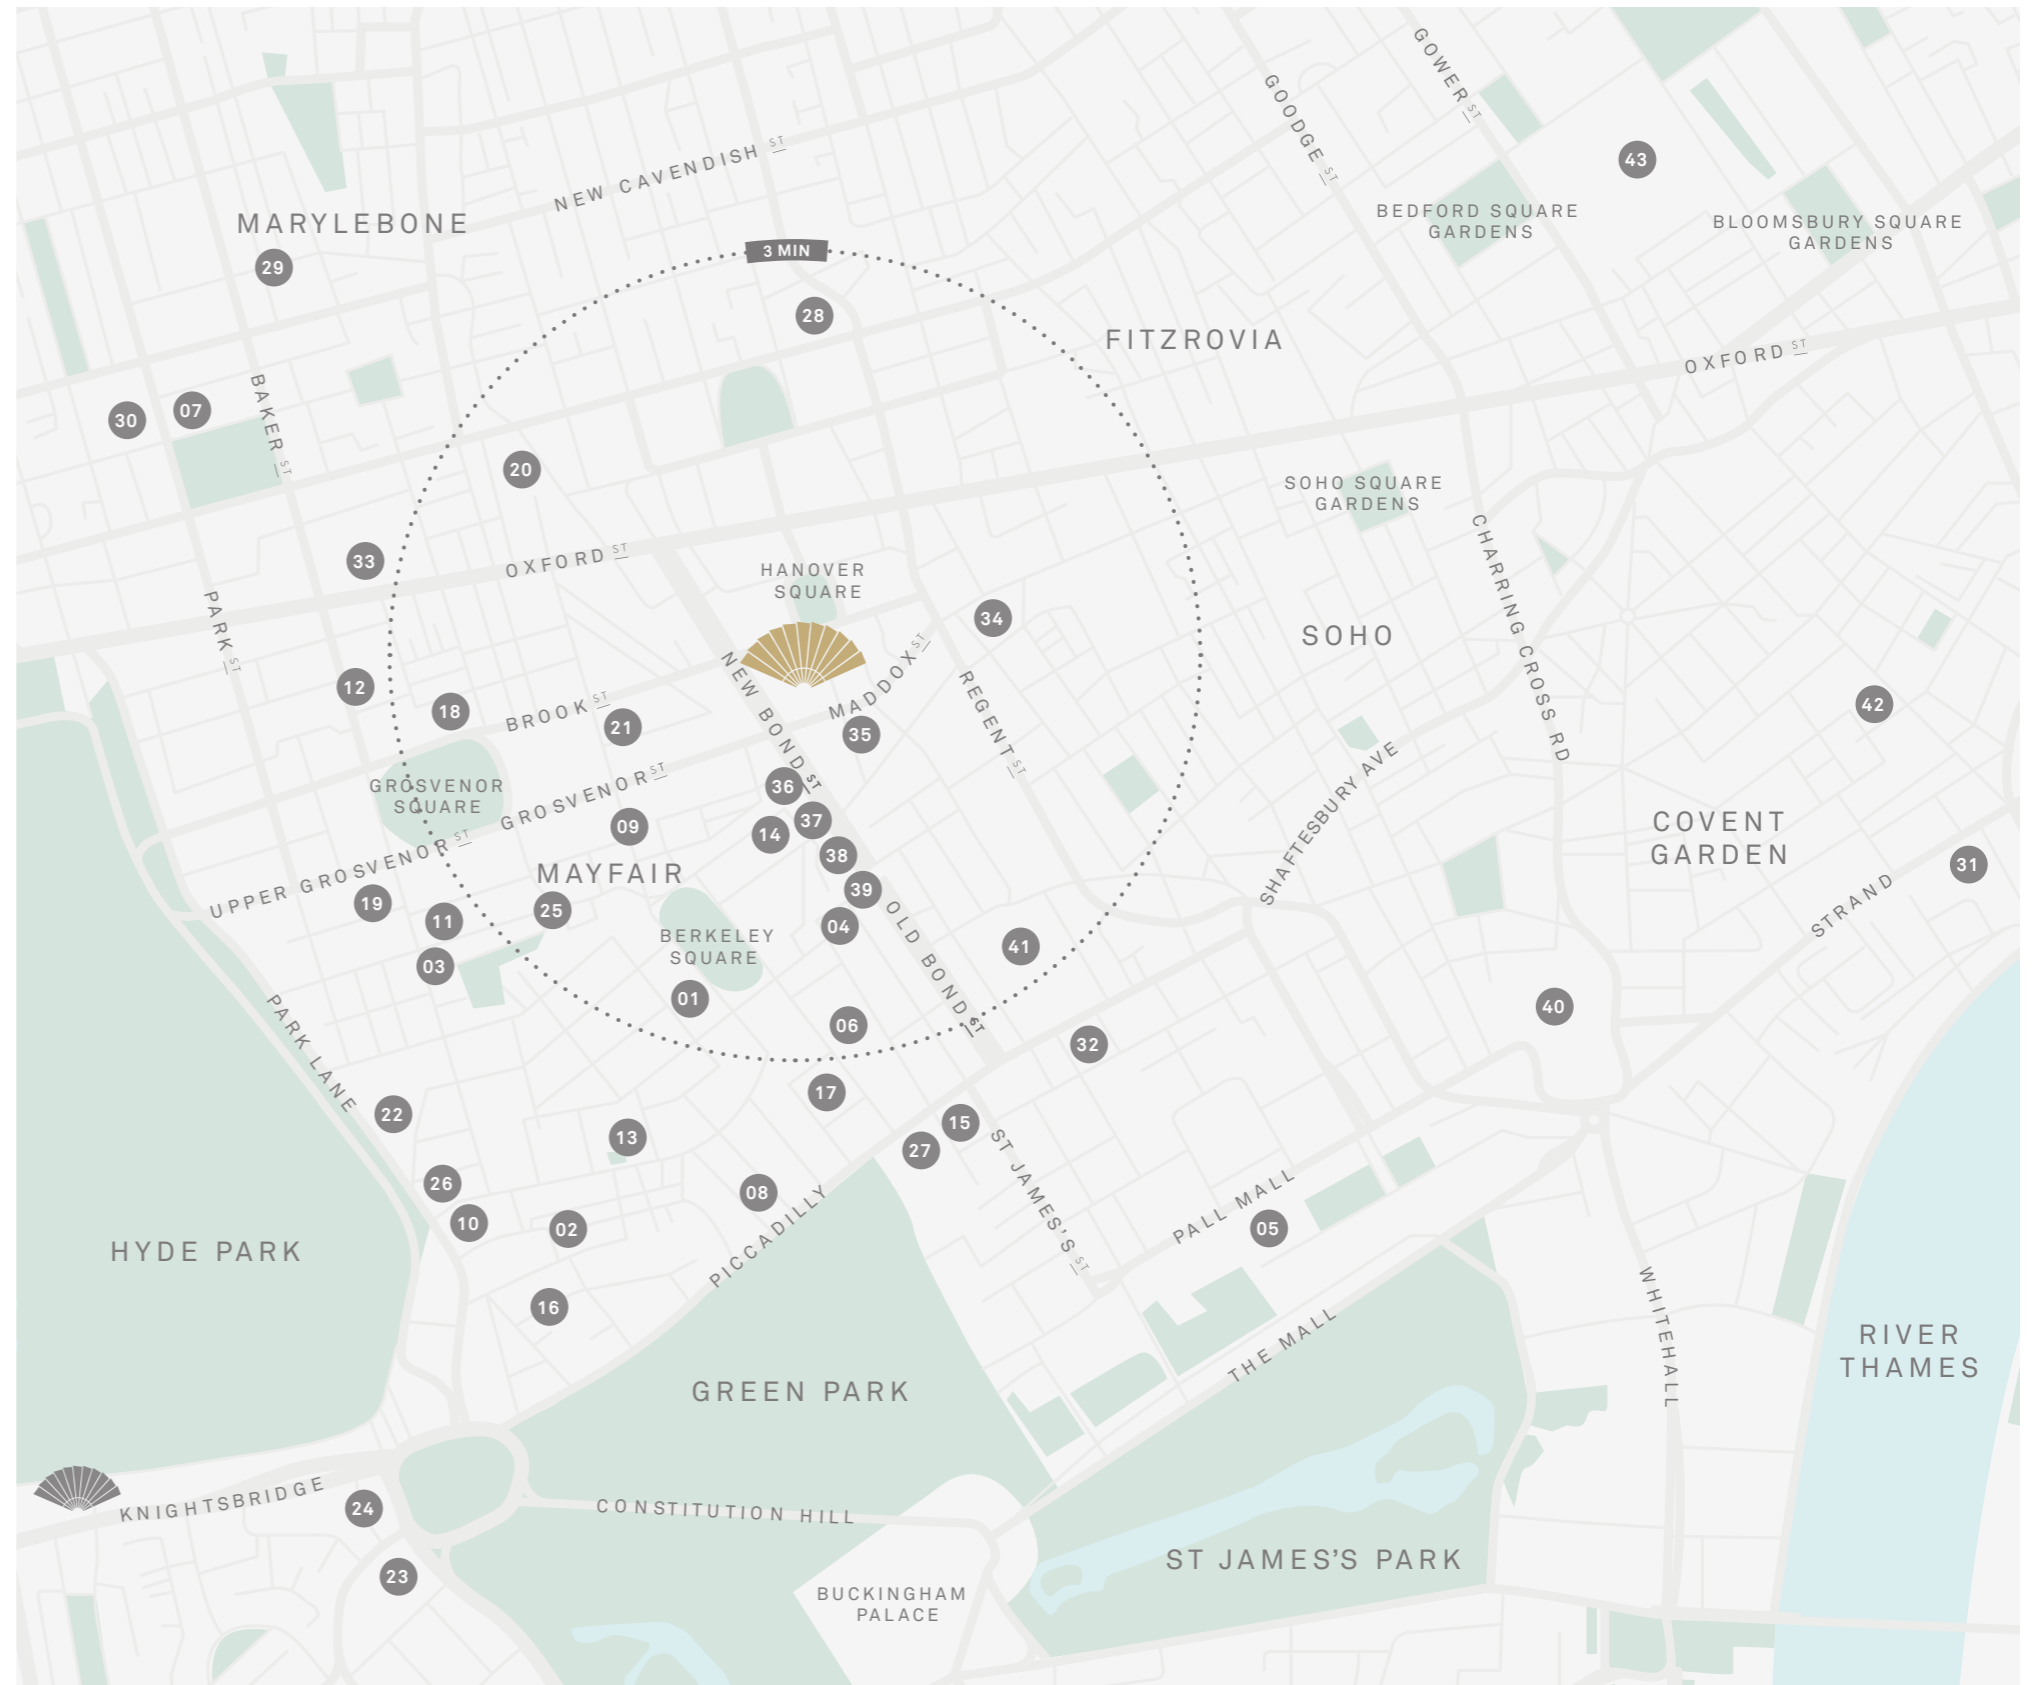 GOWER ST
GOODGE ST
NEW CAVENDISH ST
43
MARYLEBONE
BEDFORD SQUARE
GARDENS
BLOOMSBURY SQUARE
GARDENS
3 MIN
29
28
FITZROVIA
OXFORD ST
BAKER ST
30
07
20
SOHO SQUARE
GARDENS
33
OXFORD ST
HANOVER
SQUARE
CHARRING CROSS RD
PARK ST
34
SOHO
12
18
BROOK ST
21
NEW BOND ST
MADDOX ST
35
REGENT ST
42
GROSVENOR
SQUARE
GROSVENOR ST
36
SHAFTESBURY AVE
09
14
37
COVENT
GARDEN
38
UPPER GROSVENOR ST
MAYFAIR
31
19
11
25
39
STRAND
04
OLD BOND ST
BERKELEY
SQUARE
41
03
01
40
PARK LANE
06
32
17
22
13
15
27
ST JAMES'S ST
26
08
PICCADILLY
PALL MALL
10
02
05
HYDE PARK
16
WHITEHALL
RIVER
THAMES
THE MALL
GREEN PARK
KNIGHTSBRIDGE
24
CONSTITUTION HILL
ST JAMES'S PARK
23
BUCKINGHAM
PALACE